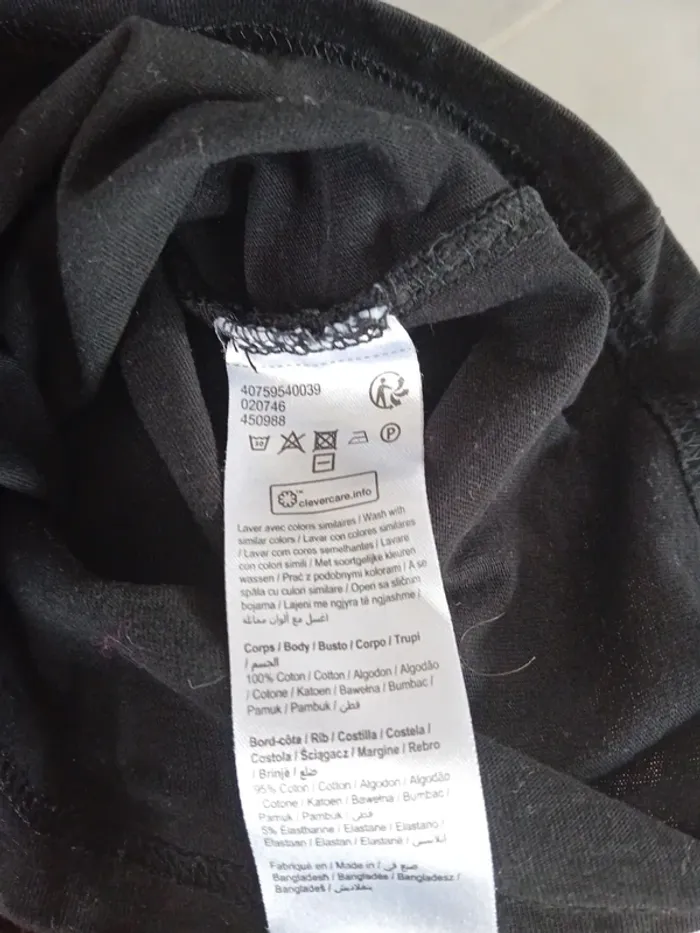 40759540039
020746
450988
30
P
clevercare.info
Laver avec coloris similaires / Wash with
similar colors / Lavar con colores similares
/ Lavar com cores semelhantes / Lavare
con colori simili / Met soortgelijke kleuren
wassen / Prać z podobnymi kolorami / A se
spăla cu culori similare / Operi sa sličnim
bojama / Lajeni me ngjyra të ngjashme /
اغسل مع ألوان مماثلة
Corps / Body / Busto / Corpo / Trupi
/ الجسم
100% Coton / Cotton / Algodon / Algodão
/ Cotone / Katoen / Bawełna / Bumbac /
Pamuk / Pambuk / قطن
Bord-côte / Rib / Costilla / Costela /
Costola / Ściągacz / Margine / Rebro
/ Brinjë / ضلع
95% Coton / Cotton / Algodon / Algodão
Cotone / Katoen / Bawełna / Bumbac /
Pamuk / Pambuk / قطن
5% Elasthanne / Elastane / Elastano /
Elastaan / Elastan / Elastanë /
Fabriqué en / Made in / صنع في
Bangladesh / Bangladés / Bangladesz /
Bangladeš / بنغلاديش